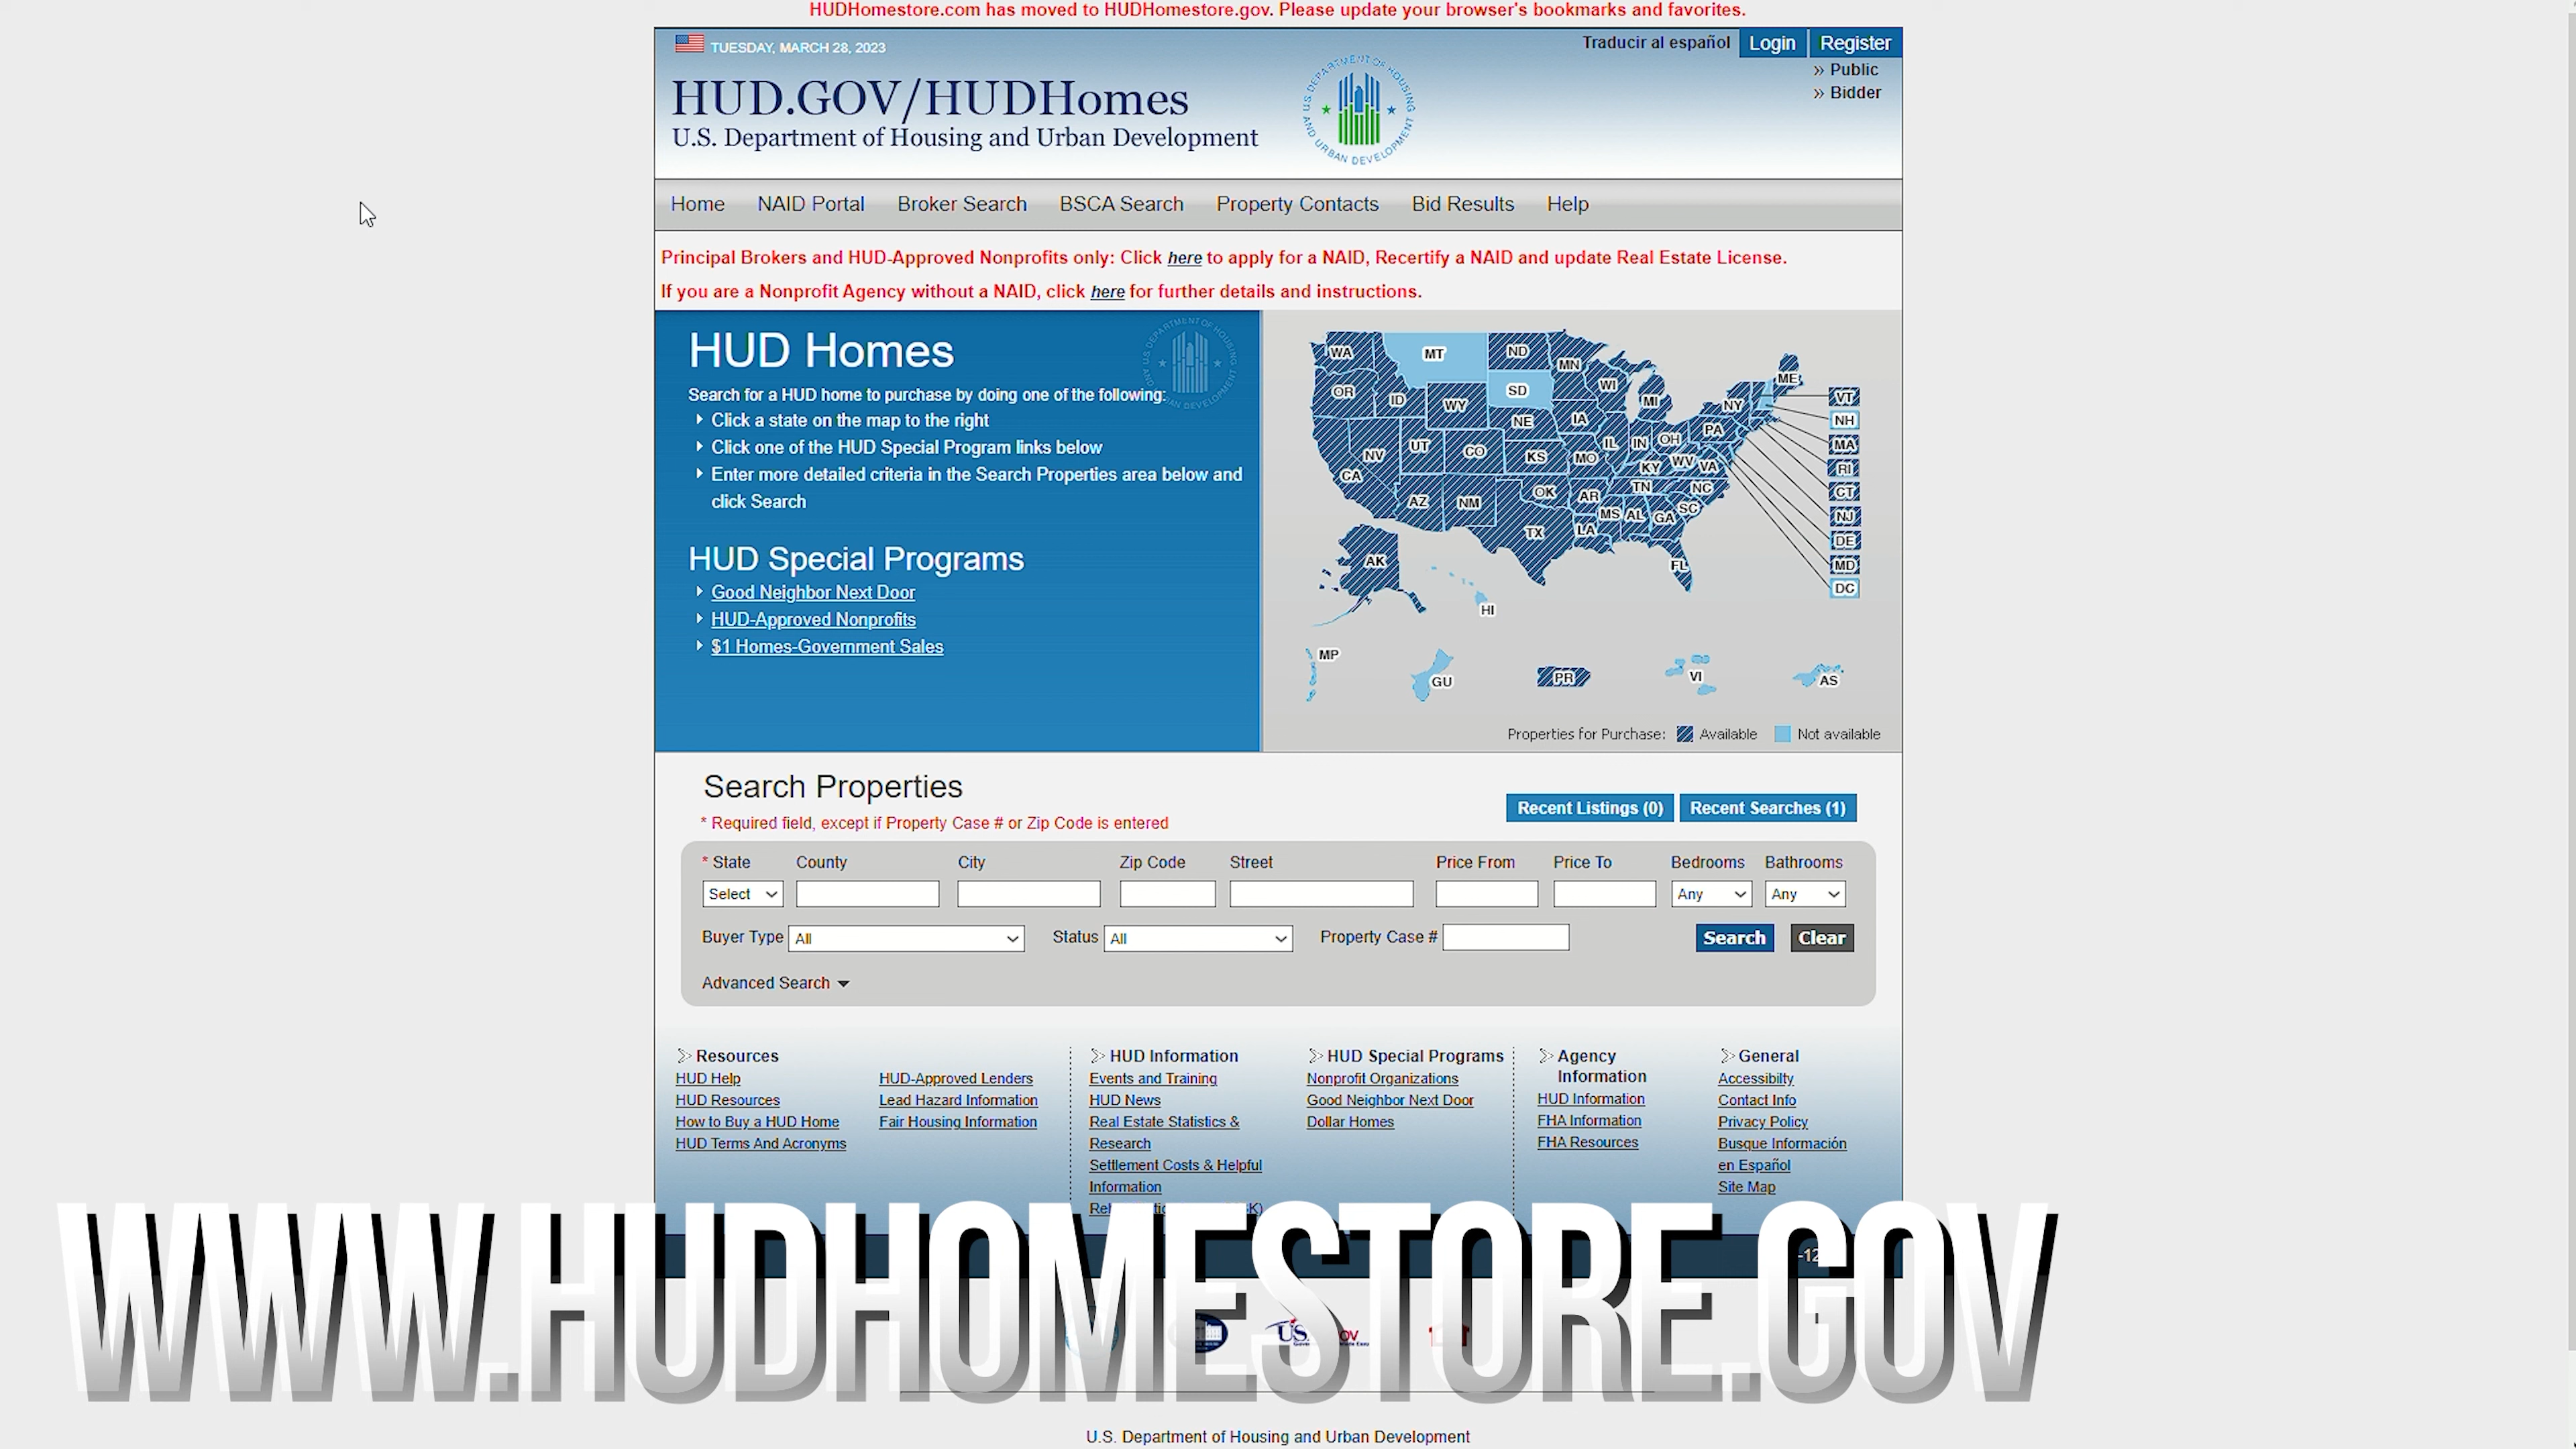 HUDHomestore.com has moved to HUDHomestore.gov. Please update your browser's bookmarks and favorites.
TUESDAY, MARCH 28, 2023
Traducir al español Login Register
» Public
» Bidder
HUD.GOV/HUDHomes
U.S. Department of Housing and Urban Development
U.S. DEPARTMENT OF HOUSING AND URBAN DEVELOPMENT
Home NAID Portal Broker Search BSCA Search Property Contacts Bid Results Help
Principal Brokers and HUD-Approved Nonprofits only: Click here to apply for a NAID, Recertify a NAID and update Real Estate License.
If you are a Nonprofit Agency without a NAID, click here for further details and instructions.
HUD Homes
Search for a HUD home to purchase by doing one of the following:
Click a state on the map to the right
Click one of the HUD Special Program links below
Enter more detailed criteria in the Search Properties area below and
click Search
HUD Special Programs
Good Neighbor Next Door
HUD-Approved Nonprofits
$1 Homes-Government Sales
WA MT ND MN ME
OR ID WY SD WI MI NY VT
NH
NV UT CO NE IA IL IN OH PA MA
CA KS MO KY WV VA RI
AZ NM OK AR TN NC CT
TX LA MS AL GA SC NJ
DE
AK FL MD
DC
HI
MP GU PR VI AS
Properties for Purchase: Available Not available
Search Properties
Recent Listings (0) Recent Searches (1)
* Required field, except if Property Case # or Zip Code is entered
* State County City Zip Code Street Price From Price To Bedrooms Bathrooms
Select Any Any
Buyer Type All Status All Property Case # Search Clear
Advanced Search
Resources
HUD Help
HUD Resources
How to Buy a HUD Home
HUD Terms And Acronyms
HUD-Approved Lenders
Lead Hazard Information
Fair Housing Information
HUD Information
Events and Training
HUD News
Real Estate Statistics &
Research
Settlement Costs & Helpful
Information
HUD Special Programs
Nonprofit Organizations
Good Neighbor Next Door
Dollar Homes
Agency
Information
HUD Information
FHA Information
FHA Resources
General
Accessibilty
Contact Info
Privacy Policy
Busque Información
en Español
Site Map
WWW.HUDHOMESTORE.GOV
U.S. Department of Housing and Urban Development